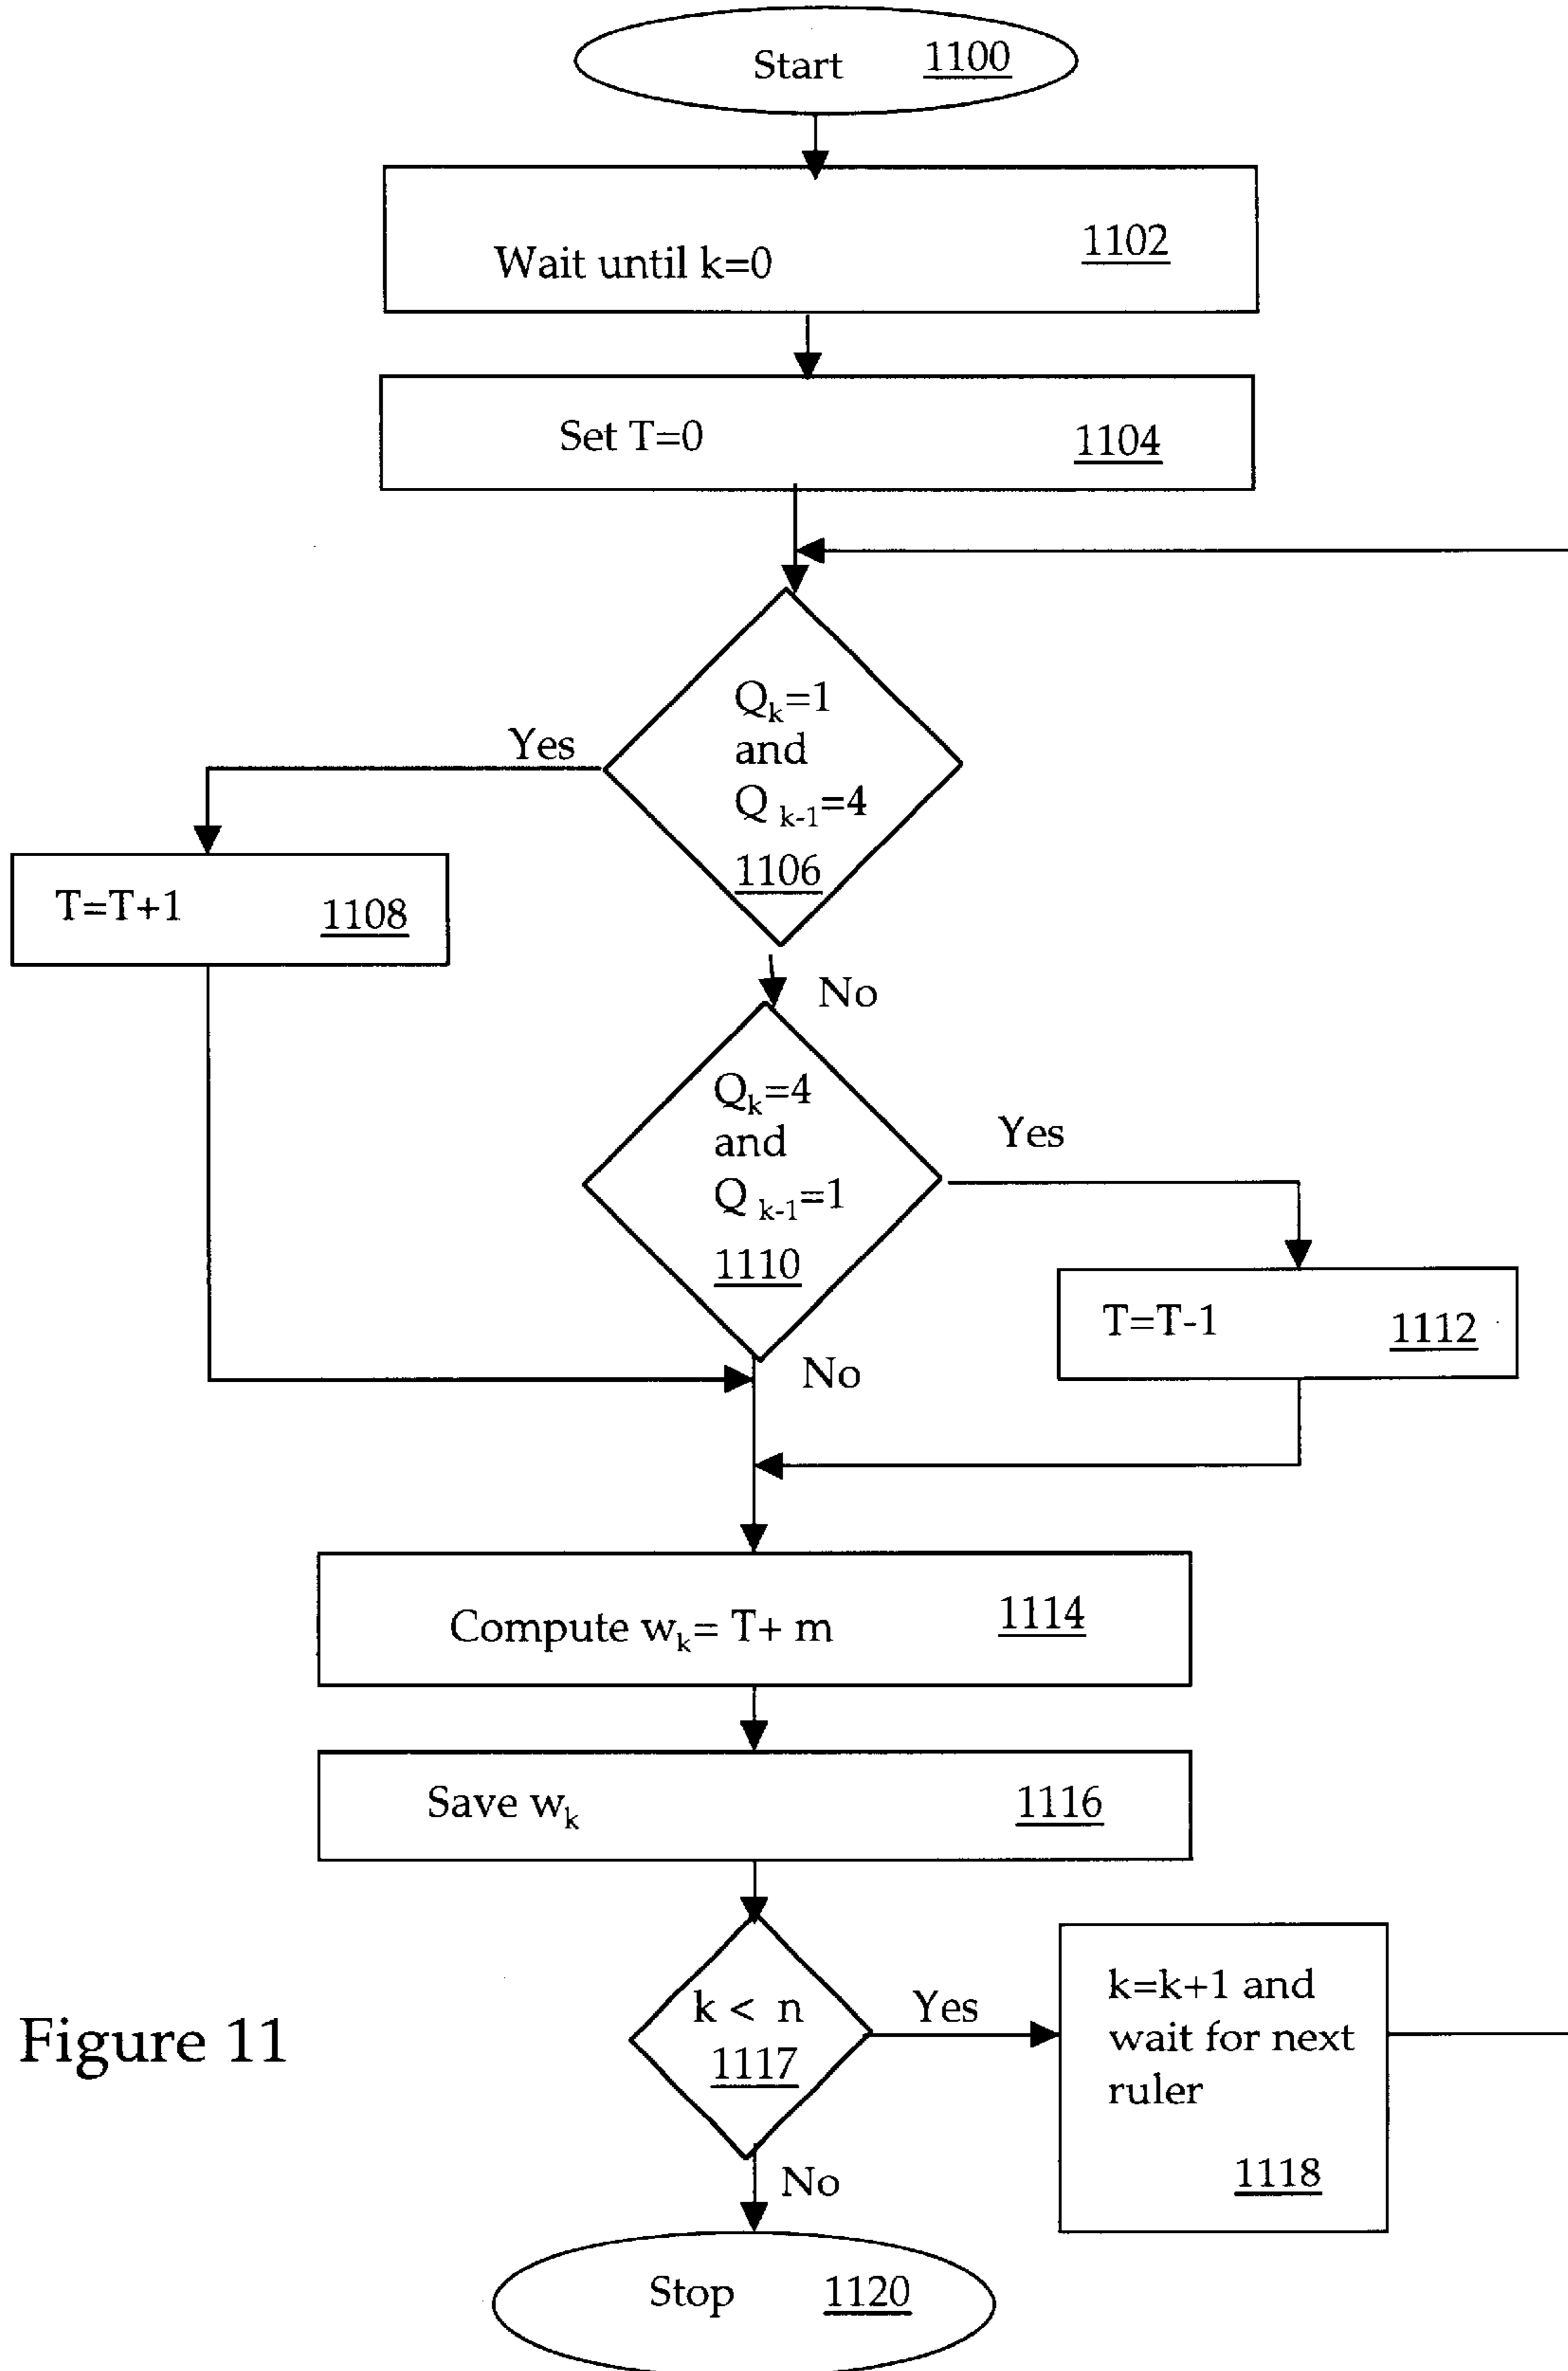 Start 1100
Wait until k=0 1102
Set T=0 1104
Qk=1
and
Q k-1=4
1106
Yes
T=T+1 1108
No
Qk=4
and
Q k-1=1
1110
Yes
T=T-1 1112
No
Compute wk= T+ m 1114
Save wk 1116
k < n
1117
Yes
k=k+1 and
wait for next
ruler
1118
Figure 11
No
Stop 1120